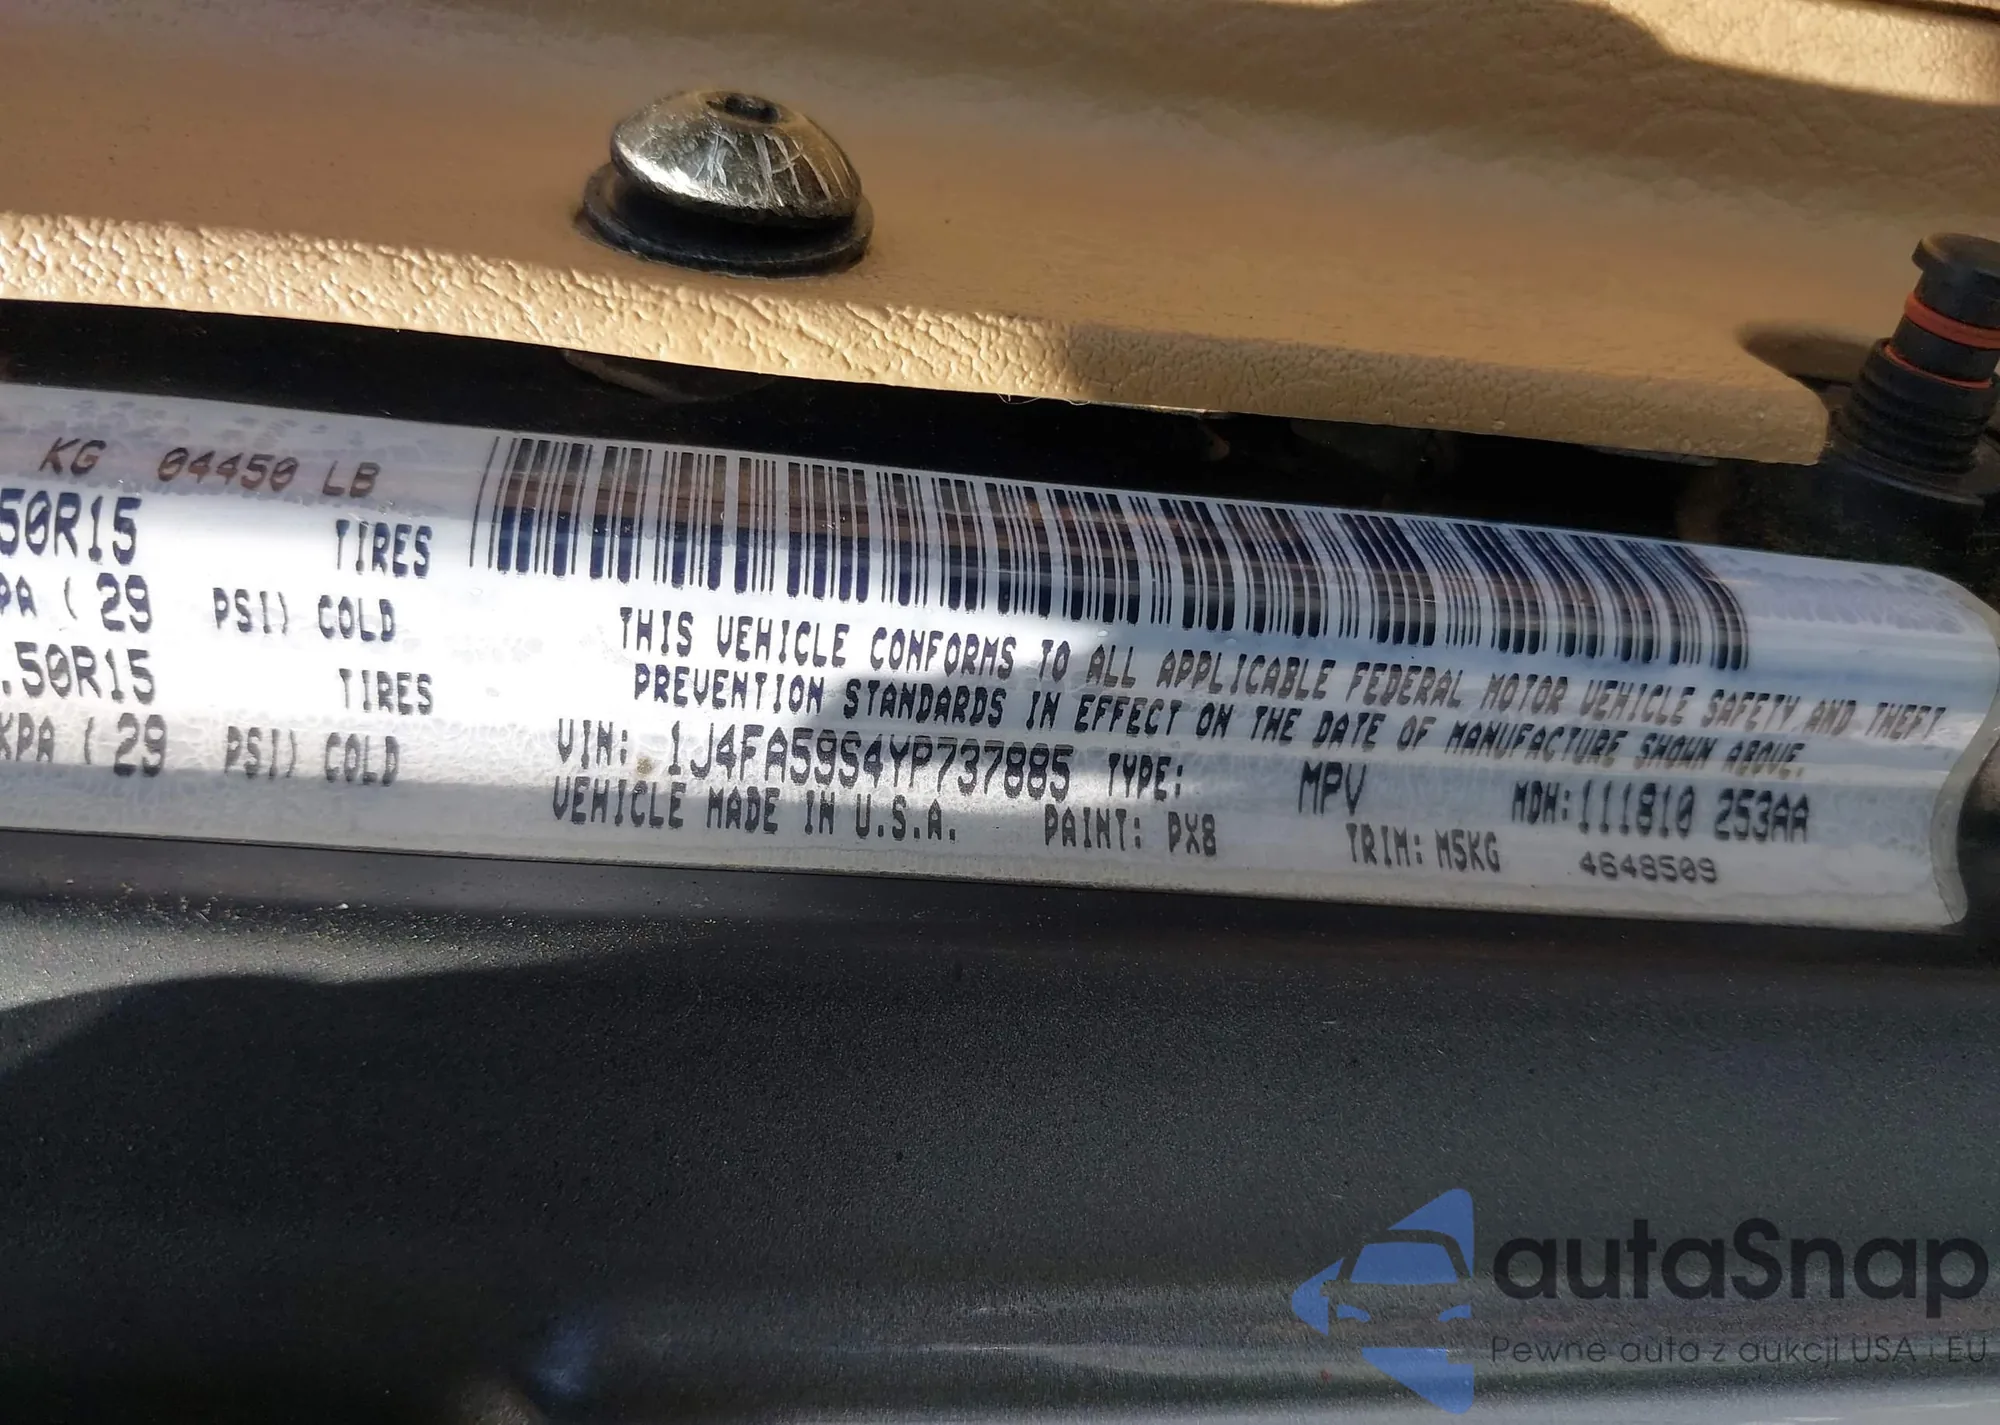 KG 04450 LB
50R15 TIRES
PA ( 29 PSI) COLD
.50R15 TIRES
KPA ( 29 PSI) COLD
THIS VEHICLE CONFORMS TO ALL APPLICABLE FEDERAL MOTOR VEHICLE SAFETY AND THEFT
PREVENTION STANDARDS IN EFFECT ON THE DATE OF MANUFACTURE SHOWN ABOVE.
VIN: 1J4FA59S4YP737885 TYPE: MPV MDH:111810 253AA
VEHICLE MADE IN U.S.A. PAINT: PX8 TRIM: M5KG 4648509
autaSnap
Pewne auta z aukcji USA i EU